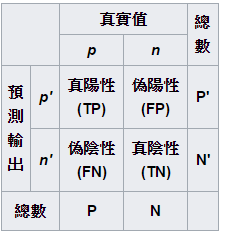 真實值
總數
p
n
預測輸出
p'
真陽性
(TP)
偽陽性
(FP)
P'
n'
偽陰性
(FN)
真陰性
(TN)
N'
總數
P
N